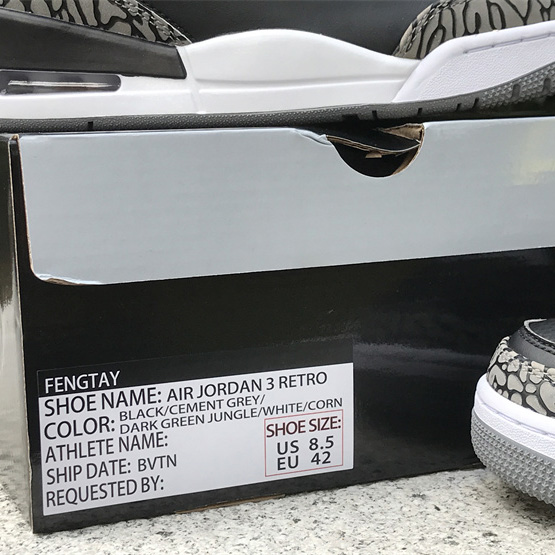 FENGTAY
SHOE NAME: AIR JORDAN 3 RETRO
COLOR: BLACK/CEMENT GREY/
DARK GREEN JUNGLE/WHITE/CORN
ATHLETE NAME:
SHIP DATE: BVTN
REQUESTED BY:
SHOE SIZE:
US 8.5
EU 42